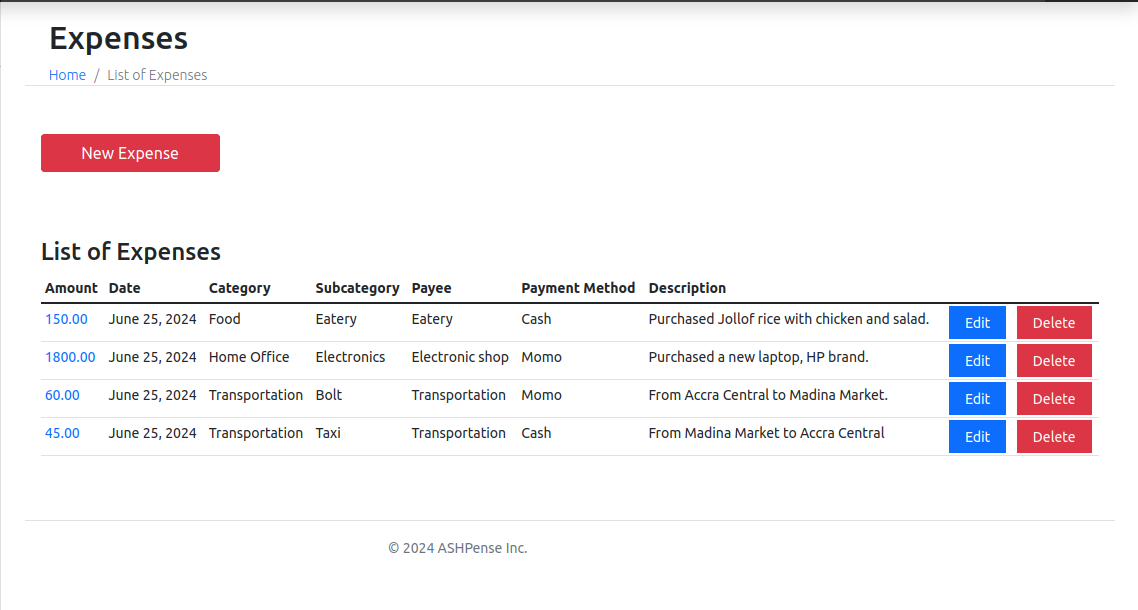 Expenses
Home / List of Expenses
New Expense
List of Expenses
Amount Date Category Subcategory Payee Payment Method Description
150.00 June 25, 2024 Food Eatery Eatery Cash Purchased Jollof rice with chicken and salad. Edit Delete
1800.00 June 25, 2024 Home Office Electronics Electronic shop Momo Purchased a new laptop, HP brand. Edit Delete
60.00 June 25, 2024 Transportation Bolt Transportation Momo From Accra Central to Madina Market. Edit Delete
45.00 June 25, 2024 Transportation Taxi Transportation Cash From Madina Market to Accra Central Edit Delete
© 2024 ASHPense Inc.